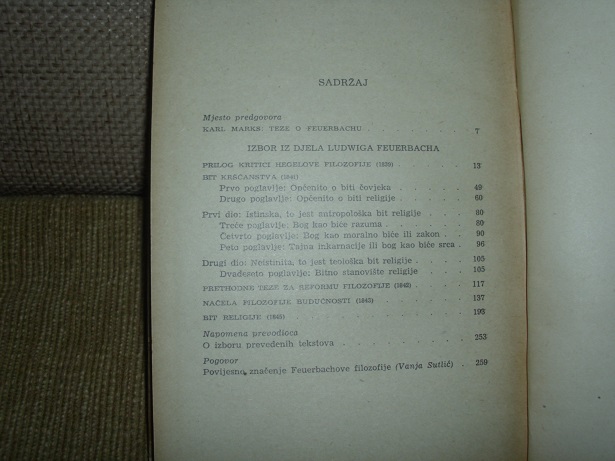 SADRŽAJ
Mjesto predgovora
KARL MARKS: TEZE O FEUERBACHU . . . 7
IZBOR IZ DJELA LUDWIGA FEUERBACHA
PRILOG KRITICI HEGELOVE FILOZOFIJE (1839) . . . 13
BIT KRŠĆANSTVA (1841)
Prvo poglavlje: Općenito o biti čovjeka . . . 49
Drugo poglavlje: Općenito o biti religije . . . 60
Prvi dio: Istinska, to jest antropološka bit religije . . 80
Treće poglavlje: Bog kao biće razuma . . . 80
Četvrto poglavlje: Bog kao moralno biće ili zakon . 90
Peto poglavlje: Tajna inkarnacije ili bog kao biće srca . 96
Drugi dio: Neistinita, to jest teološka bit religije . . 105
Dvadeseto poglavlje: Bitno stanovište religije . . 105
PRETHODNE TEZE ZA REFORMU FILOZOFIJE (1842) . . 117
NAČELA FILOZOFIJE BUDUĆNOSTI (1843) . . . 137
BIT RELIGIJE (1845) . . . 193
Napomena prevodioca
O izboru prevedenih tekstova . . . 253
Pogovor
Povijesno značenje Feuerbachove filozofije (Vanja Sutlić) . 259